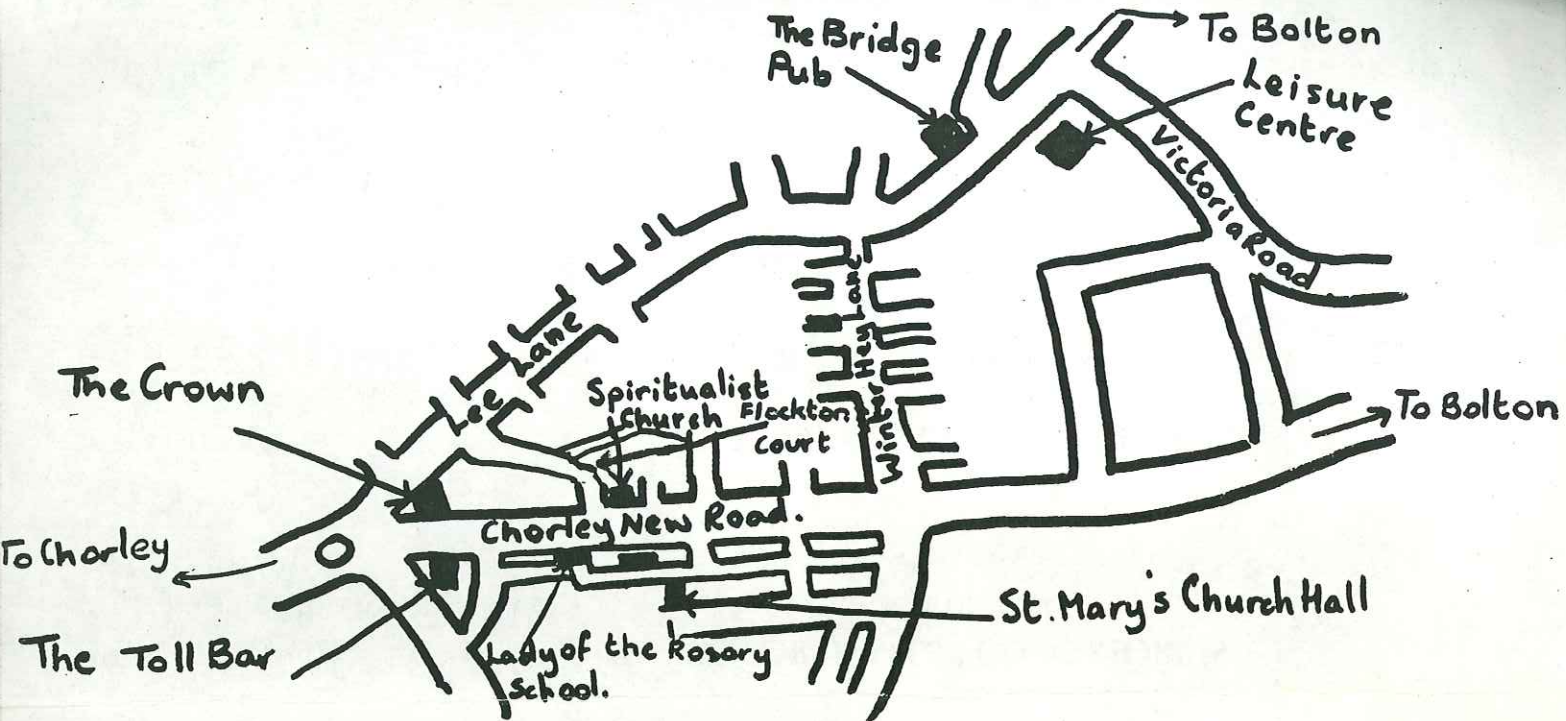 The Bridge
Pub
To Bolton
Leisure
Centre
Victoria Road
Lee Lane
Winter Hey Lane
The Crown
Spiritualist
Church
Flockton
Court
To Bolton
Chorley New Road.
To Chorley
St. Mary's Church Hall
The Toll Bar
Lady of the Rosary
School.